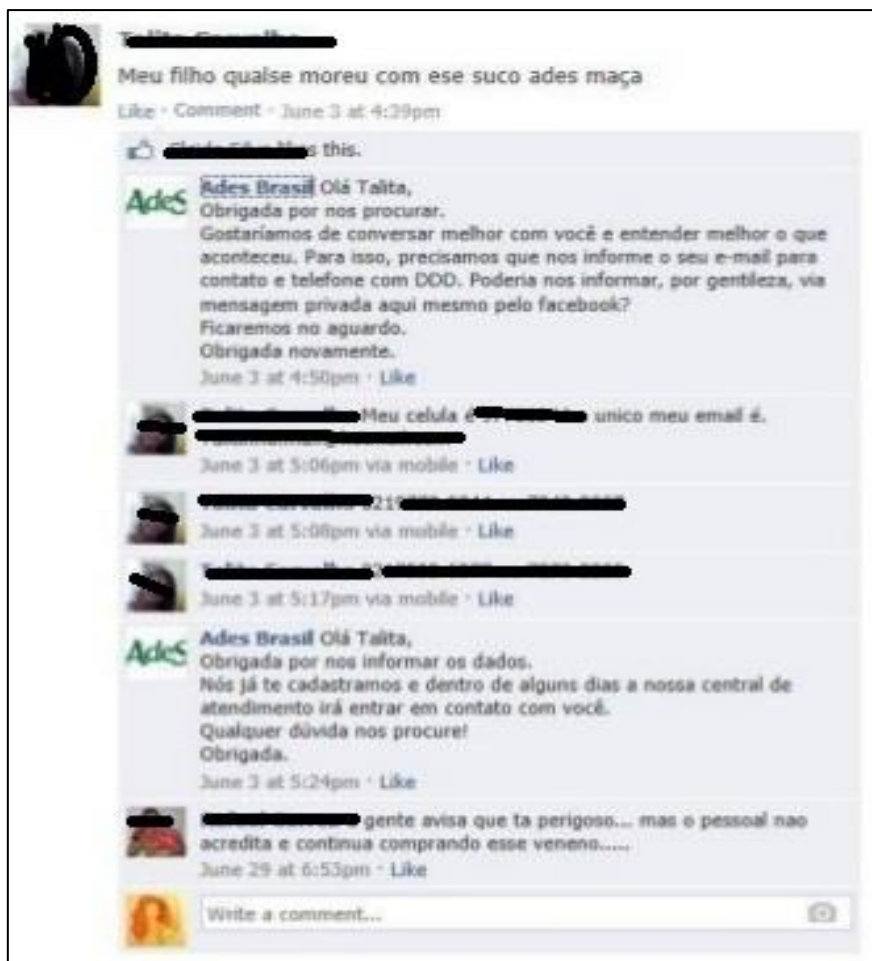 Meu filho quaise moreu com ese suco ades maça
Like · Comment · June 3 at 4:39pm
s this.
AdeS
Ades Brasil Olá Talita,
Obrigada por nos procurar.
Gostaríamos de conversar melhor com você e entender melhor o que
aconteceu. Para isso, precisamos que nos informe o seu e-mail para
contato e telefone com DDD. Poderia nos informar, por gentileza, via
mensagem privada aqui mesmo pelo facebook?
Ficaremos no aguardo.
Obrigada novamente.
June 3 at 4:50pm · Like
Meu celula é unico meu email é.
June 3 at 5:06pm via mobile · Like
June 3 at 5:08pm via mobile · Like
June 3 at 5:17pm via mobile · Like
AdeS
Ades Brasil Olá Talita,
Obrigada por nos informar os dados.
Nós já te cadastramos e dentro de alguns dias a nossa central de
atendimento irá entrar em contato com você.
Qualquer dúvida nos procure!
Obrigada.
June 3 at 5:24pm · Like
gente avisa que ta perigoso... mas o pessoal nao
acredita e continua comprando esse veneno.....
June 29 at 6:53pm · Like
Write a comment...